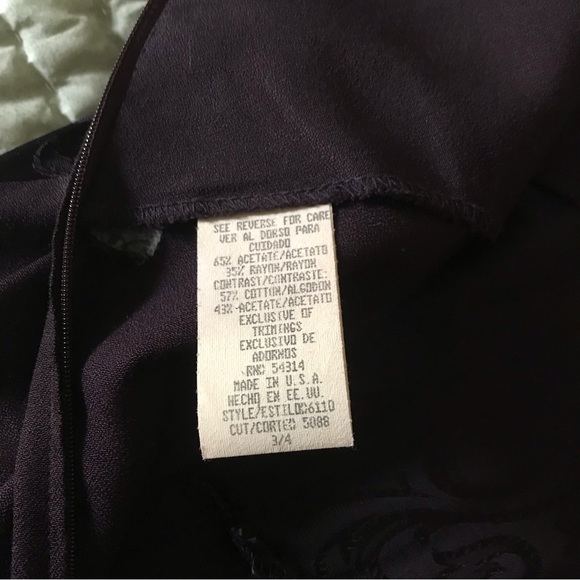 SEE REVERSE FOR CARE
VER AL DORSO PARA
CUIDADO
65% ACETATE/ACETATO
35% RAYON/RAYON
CONTRAST/CONTRASTE:
57% COTTON/ALGODON
43% ACETATE/ACETATO
EXCLUSIVE OF
TRIMINGS
EXCLUSIVO DE
ADORNOS
RN# 54314
MADE IN U.S.A.
HECHO EN EE.UU.
STYLE/ESTILO#6110
CUT/CORTE# 5088
3/4